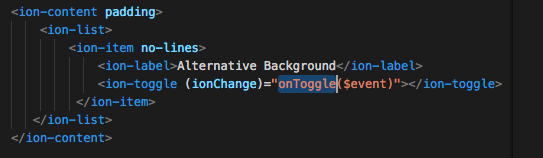 <ion-content padding>
<ion-list>
<ion-item no-lines>
<ion-label>Alternative Background</ion-label>
<ion-toggle (ionChange)="onToggle($event)"></ion-toggle>
</ion-item>
</ion-list>
</ion-content>